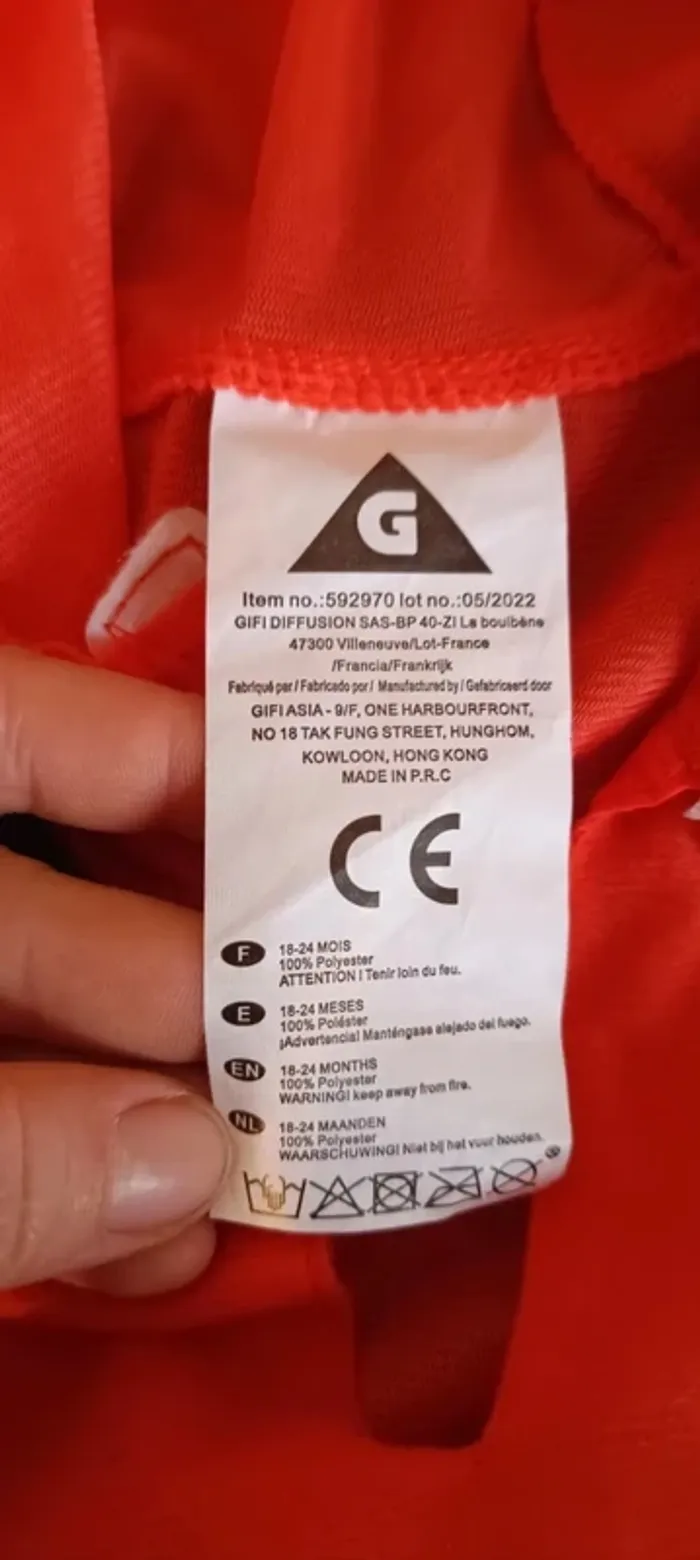 G
Item no.:592970 lot no.:05/2022
GIFI DIFFUSION SAS-BP 40-ZI La boulbène
47300 Villeneuve/Lot-France
/Francia/Frankrijk
Fabriqué par / Fabricado por / Manufactured by / Gefabriceerd door
GIFI ASIA - 9/F, ONE HARBOURFRONT,
NO 18 TAK FUNG STREET, HUNGHOM,
KOWLOON, HONG KONG
MADE IN P.R.C
CE
F 18-24 MOIS
100% Polyester
ATTENTION ! Tenir loin du feu.
E 18-24 MESES
100% Poléster
¡Advertencia! Manténgase alejado del fuego.
EN 18-24 MONTHS
100% Polyester
WARNING! keep away from fire.
NL 18-24 MAANDEN
100% Polyester
WAARSCHUWING! Niet bij het vuur houden.